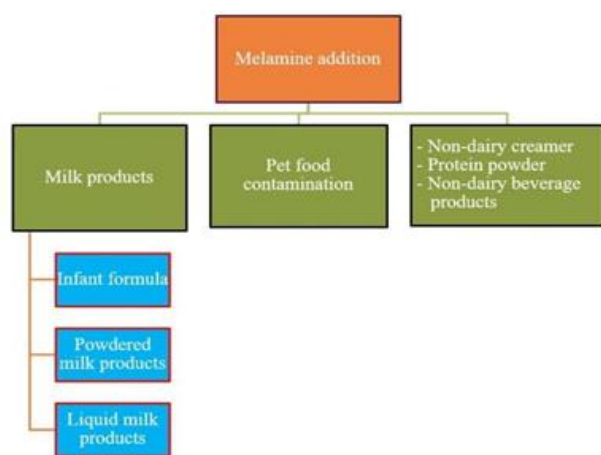 Melamine addition
Milk products
Pet food
contamination
- Non-dairy creamer
- Protein powder
- Non-dairy beverage
products
Infant formula
Powdered
milk products
Liquid milk
products